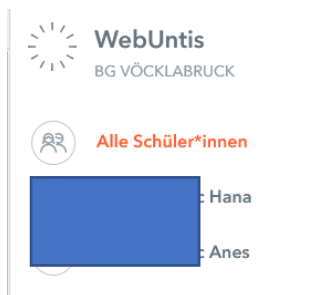 WebUntis
BG VÖCKLABRUCK
Alle Schüler*innen
Hana
Anes